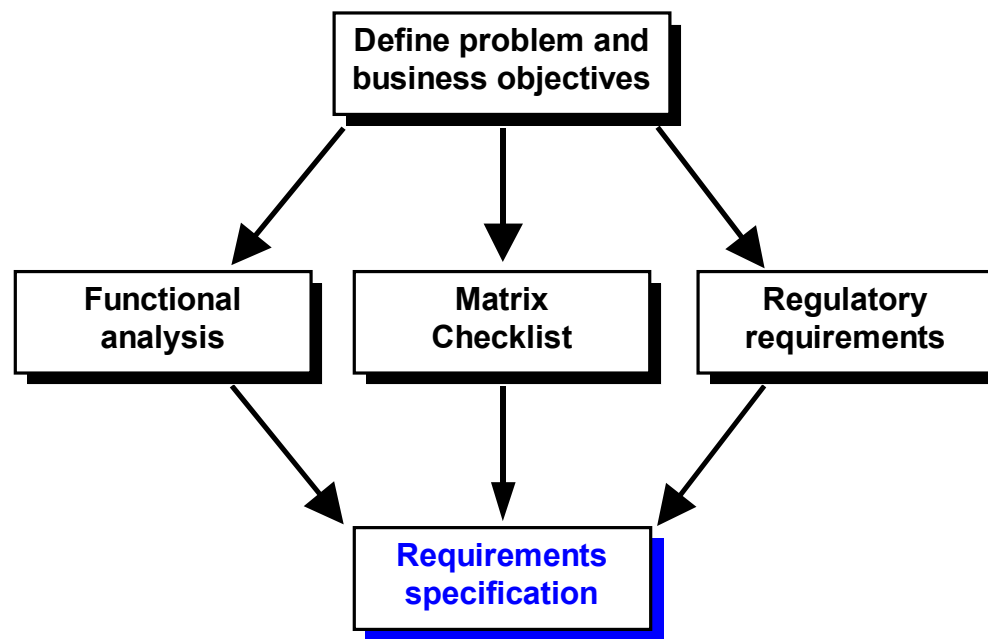 Define problem and
business objectives
Functional
analysis
Matrix
Checklist
Regulatory
requirements
Requirements
specification